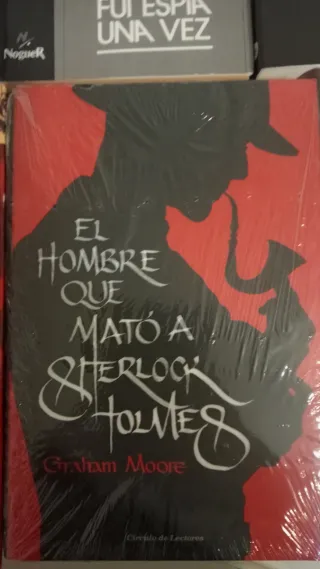 FUI ESPÍA
UNA VEZ
NogueR
EL
HOMBRE
QUE
MATÓ A
SHERLOCK
HOLMES
Graham Moore
Círculo de Lectores